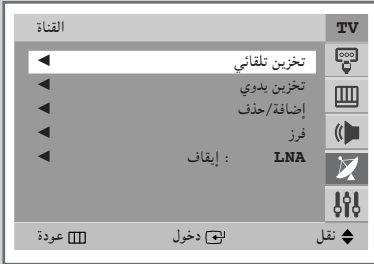 TV القناة
تخزين تلقائي ◄
تخزين يدوي ◄
إضافة/حذف ◄
فرز ◄
LNA : إيقاف ◄
نقل دخول عودة